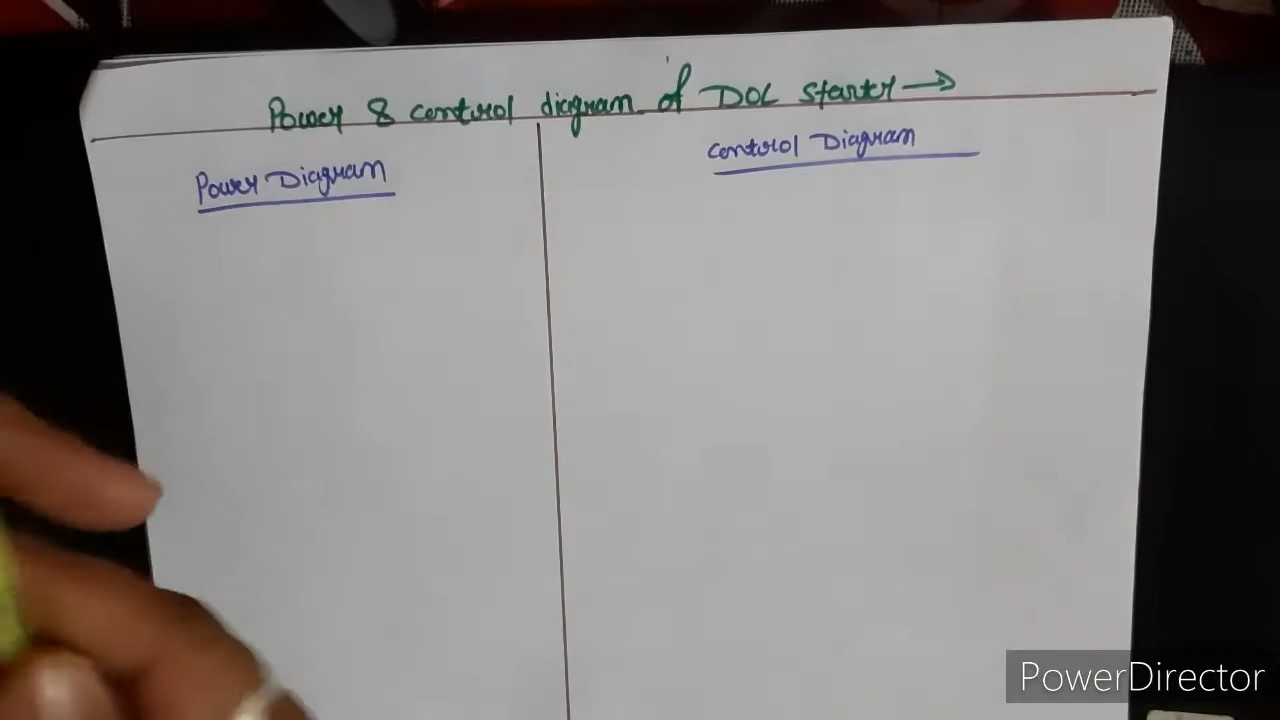 Power & control diagram of DOL starter →
Power Diagram
control Diagram
PowerDirector